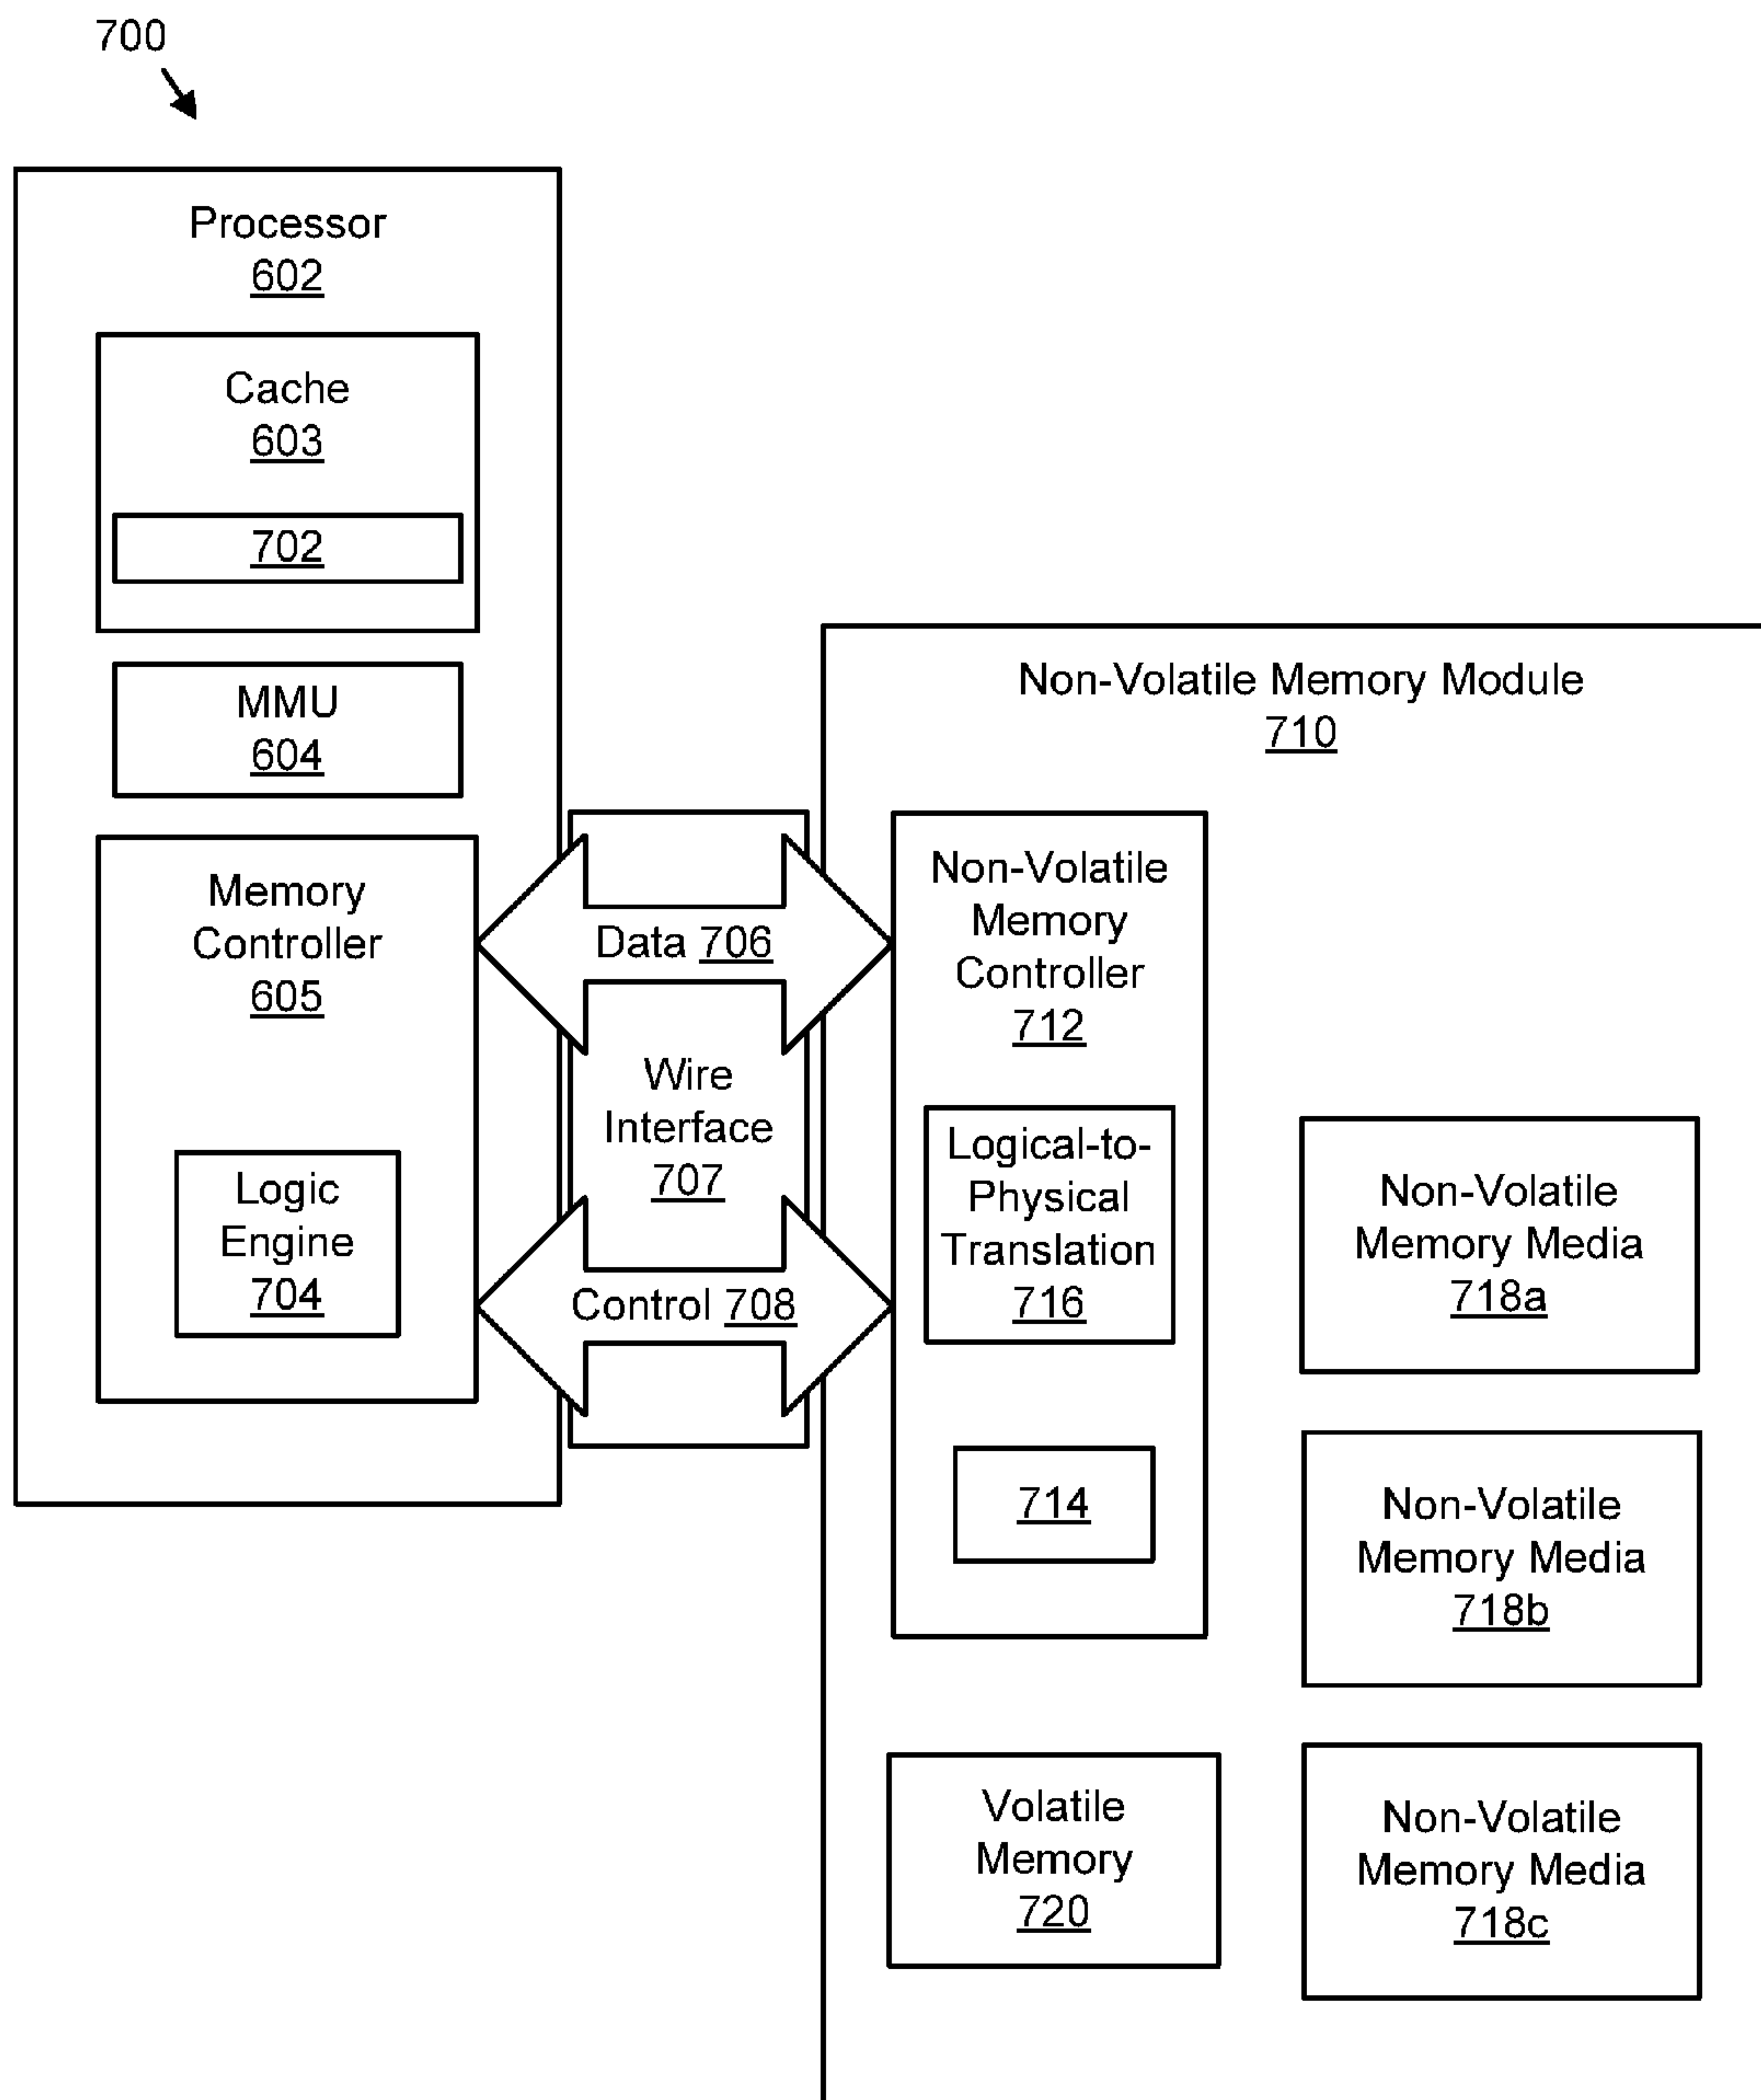 700
Processor
602
Cache
603
702
MMU
604
Memory
Controller
605
Logic
Engine
704
Data 706
Wire
Interface
707
Control 708
Non-Volatile Memory Module
710
Non-Volatile
Memory
Controller
712
Logical-to-
Physical
Translation
716
714
Non-Volatile
Memory Media
718a
Non-Volatile
Memory Media
718b
Volatile
Memory
720
Non-Volatile
Memory Media
718c